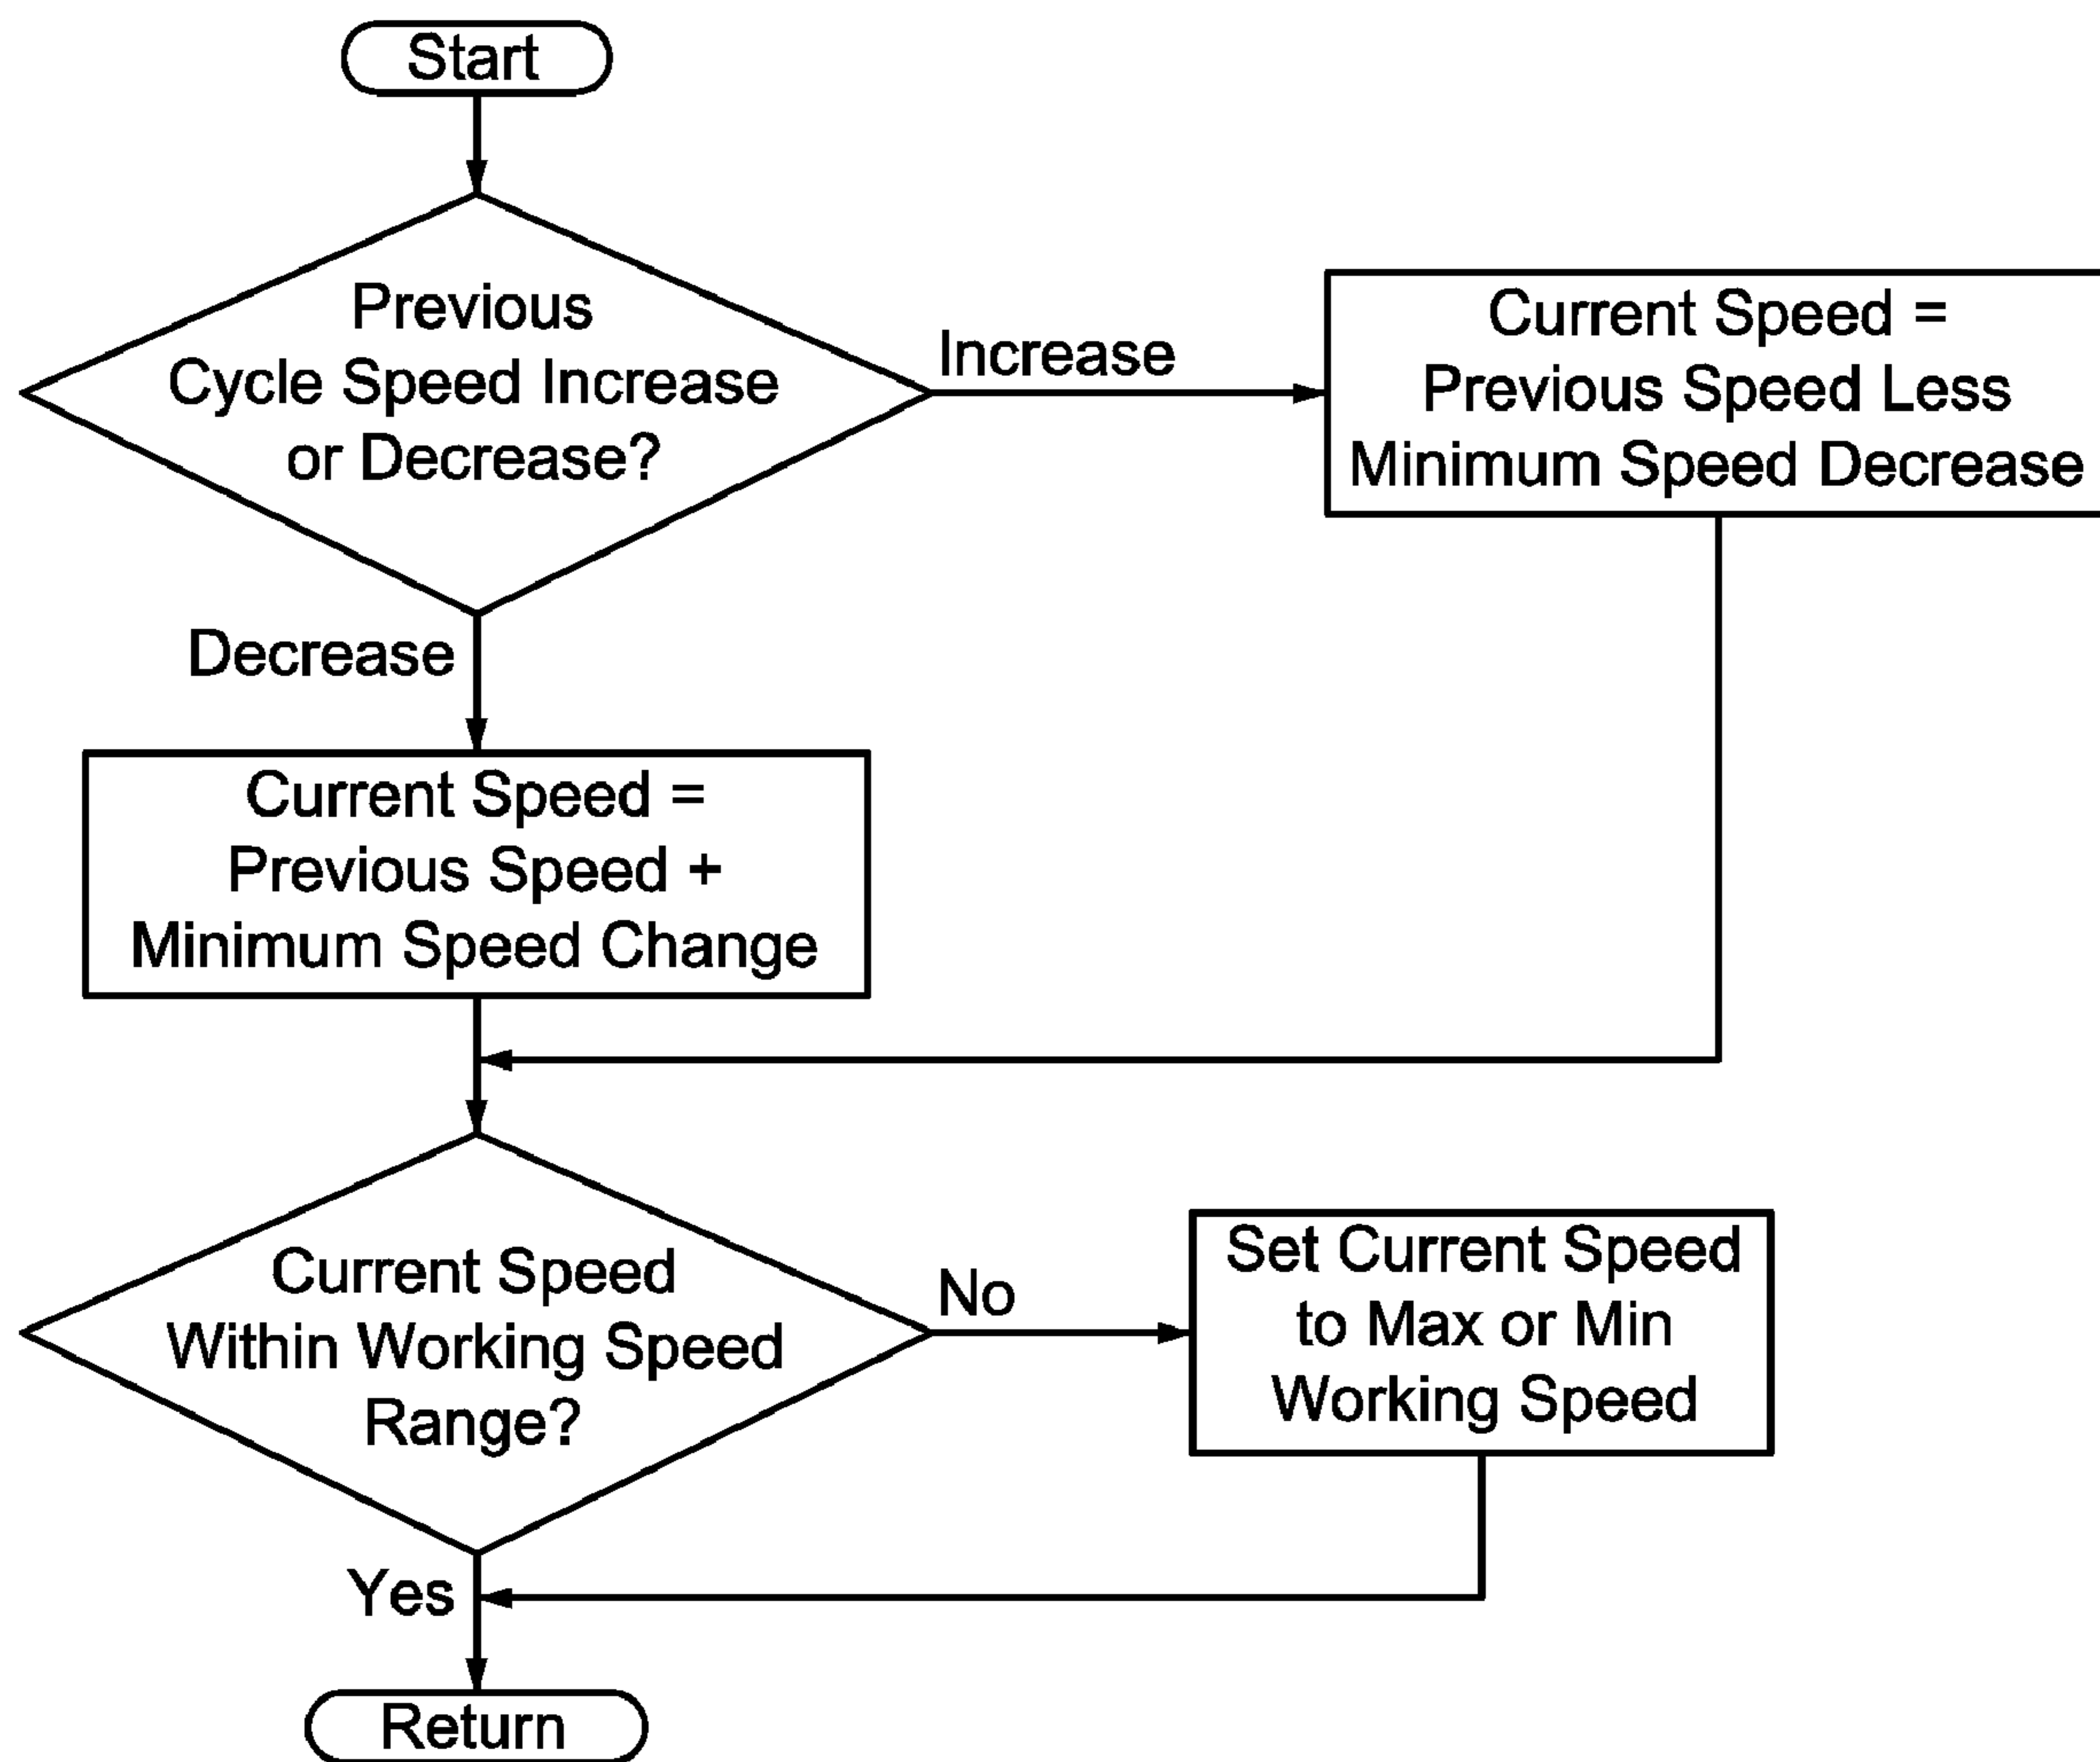 Start
Previous
Cycle Speed Increase
or Decrease?
Increase
Current Speed =
Previous Speed Less
Minimum Speed Decrease
Decrease
Current Speed =
Previous Speed +
Minimum Speed Change
Current Speed
Within Working Speed
Range?
No
Set Current Speed
to Max or Min
Working Speed
Yes
Return